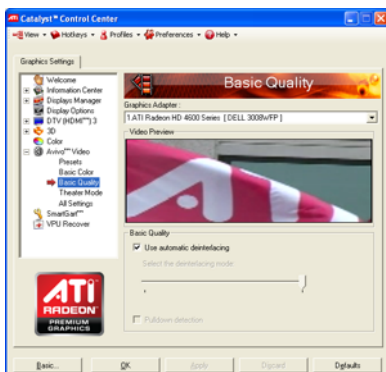 Catalyst™ Control Center
View Hotkeys Profiles Preferences Help
Graphics Settings
Welcome
Information Center
Displays Manager
Display Options
DTV (HDMI™) 3
3D
Color
Avivo™ Video
Presets
Basic Color
Basic Quality
Theater Mode
All Settings
SmartGart™
VPU Recover
Basic Quality
Graphics Adapter:
1.ATI Radeon HD 4600 Series [ DELL 3008WFP ]
Video Preview
Basic Quality
Use automatic deinterlacing
Select the deinterlacing mode:
Pulldown detection
ATI
RADEON
PREMIUM
GRAPHICS
Basic...
OK
Apply
Discard
Defaults